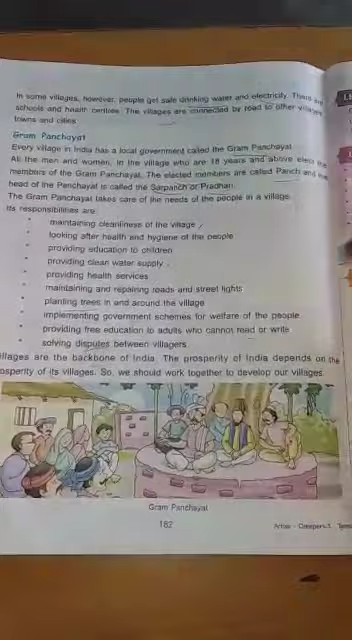 In some villages, however, people get safe drinking water and electricity. There are
schools and health centres. The villages are connected by road to other villages
towns and cities.
Gram Panchayat
Every village in India has a local government called the Gram Panchayat.
All the men and women, in the village who are 18 years and above elect the
members of the Gram Panchayat. The elected members are called Panch and the
head of the Panchayat is called the Sarpanch or Pradhan.
The Gram Panchayat takes care of the needs of the people in a village.
Its responsibilities are
• maintaining cleanliness of the village
• looking after health and hygiene of the people
• providing education to children
• providing clean water supply
• providing health services
• maintaining and repairing roads and street lights
• planting trees in and around the village
• implementing government schemes for welfare of the people
• providing free education to adults who cannot read or write
• solving disputes between villagers
illages are the backbone of India. The prosperity of India depends on the
osperity of its villages. So, we should work together to develop our villages.
Gram Panchayat
182